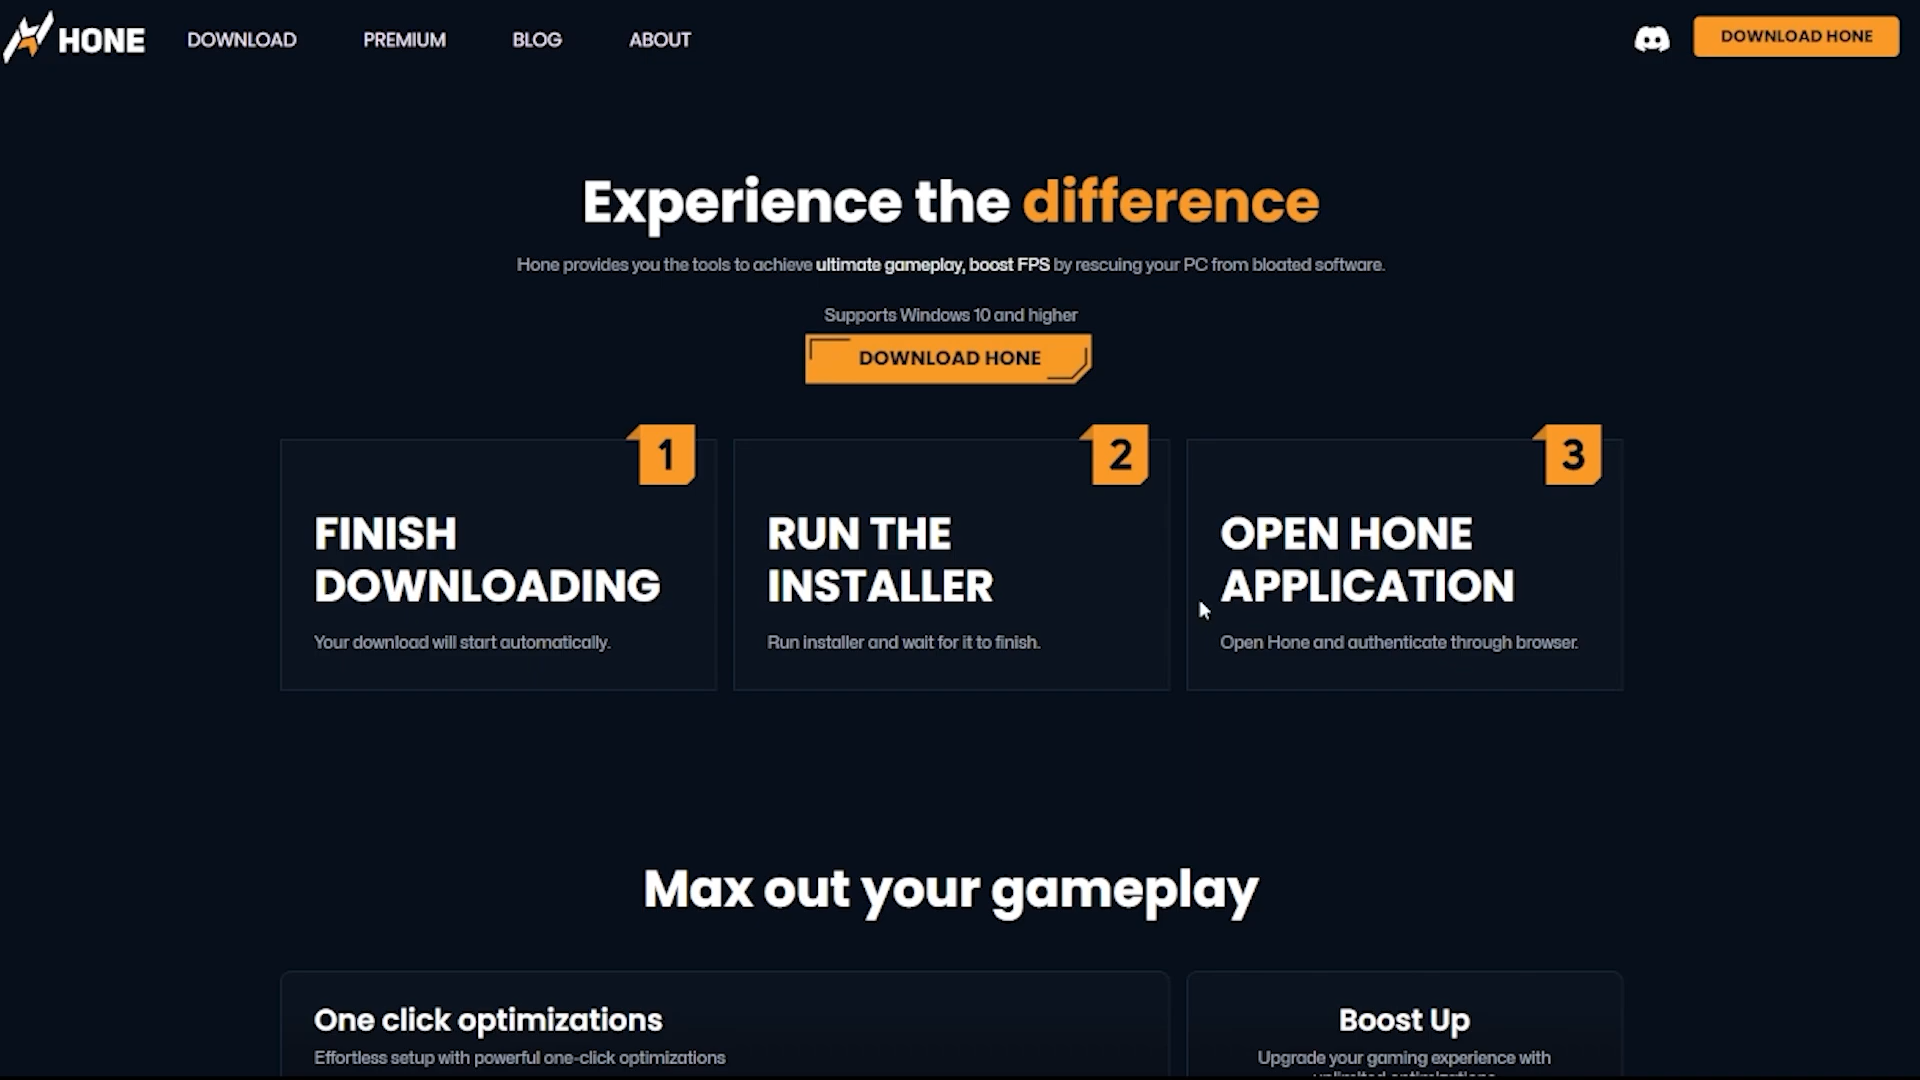 HONE
DOWNLOAD
PREMIUM
BLOG
ABOUT
DOWNLOAD HONE
Experience the difference
Hone provides you the tools to achieve ultimate gameplay, boost FPS by rescuing your PC from bloated software.
Supports Windows 10 and higher
DOWNLOAD HONE
1
FINISH
DOWNLOADING
Your download will start automatically.
2
RUN THE
INSTALLER
Run installer and wait for it to finish.
3
OPEN HONE
APPLICATION
Open Hone and authenticate through browser.
Max out your gameplay
One click optimizations
Effortless setup with powerful one-click optimizations
Boost Up
Upgrade your gaming experience with